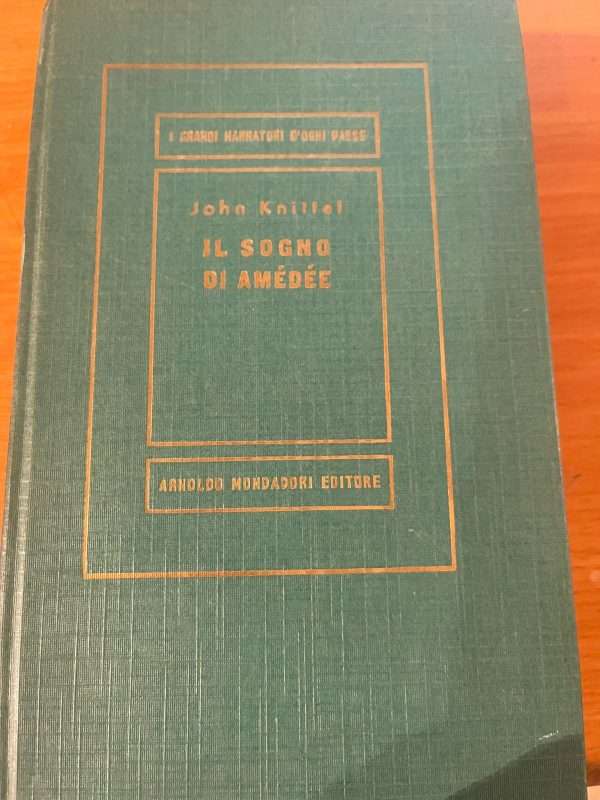 I GRANDI NARRATORI D'OGNI PAESE
John Knittel
IL SOGNO
DI AMÉDÉE
ARNOLDO MONDADORI EDITORE